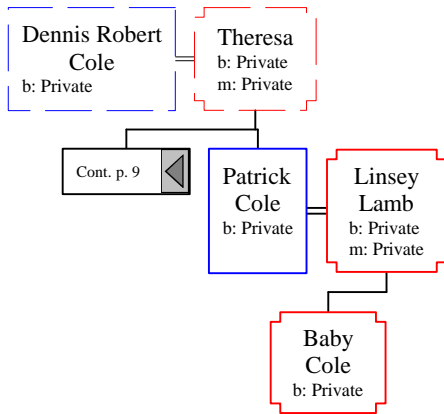 Dennis Robert
Cole
b: Private
Theresa
b: Private
m: Private
Cont. p. 9
Patrick
Cole
b: Private
Linsey
Lamb
b: Private
m: Private
Baby
Cole
b: Private